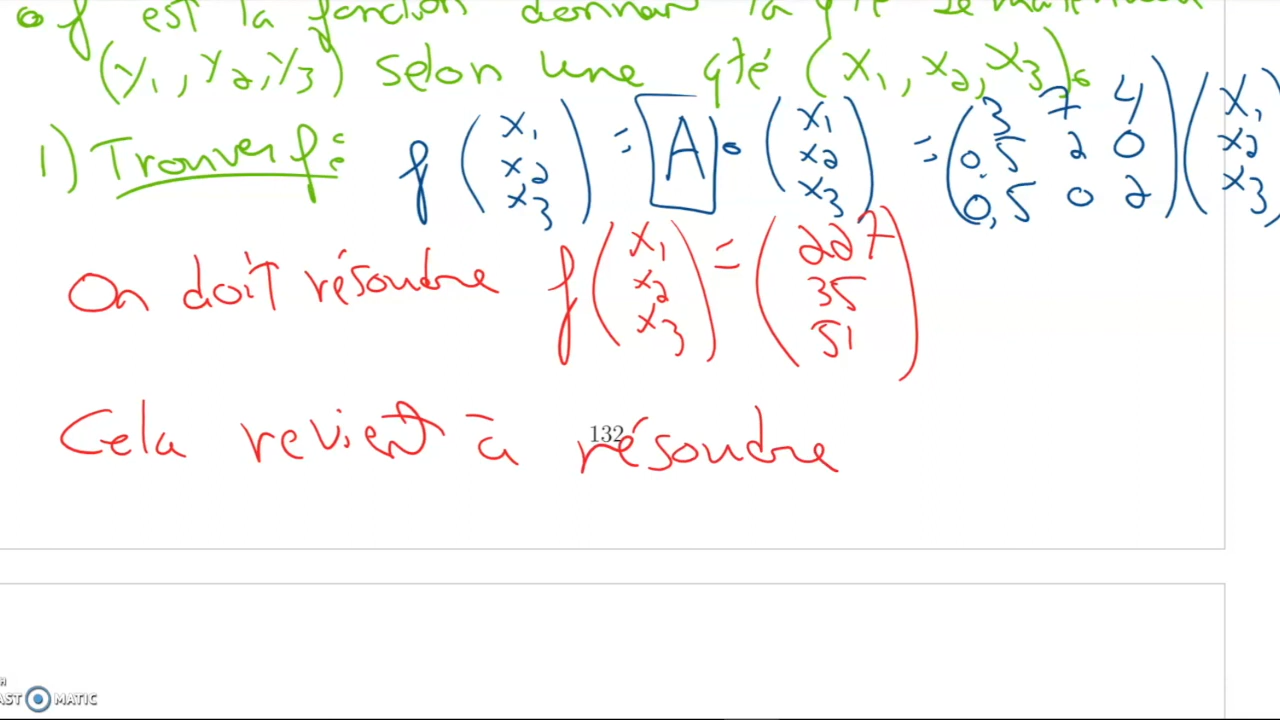 o f est la fonction donnant la qté de matériau
(y1, y2, y3) selon une qté (x1, x2, x3).
1) Trouver f: f (x1 x2 x3) = A • (x1 x2 x3) = (3 7 4 0,5 2 0 0,5 0 2) (x1 x2 x3)
On doit résoudre f (x1 x2 x3) = (227 35 51)
Cela revient à résoudre
132
MATIC